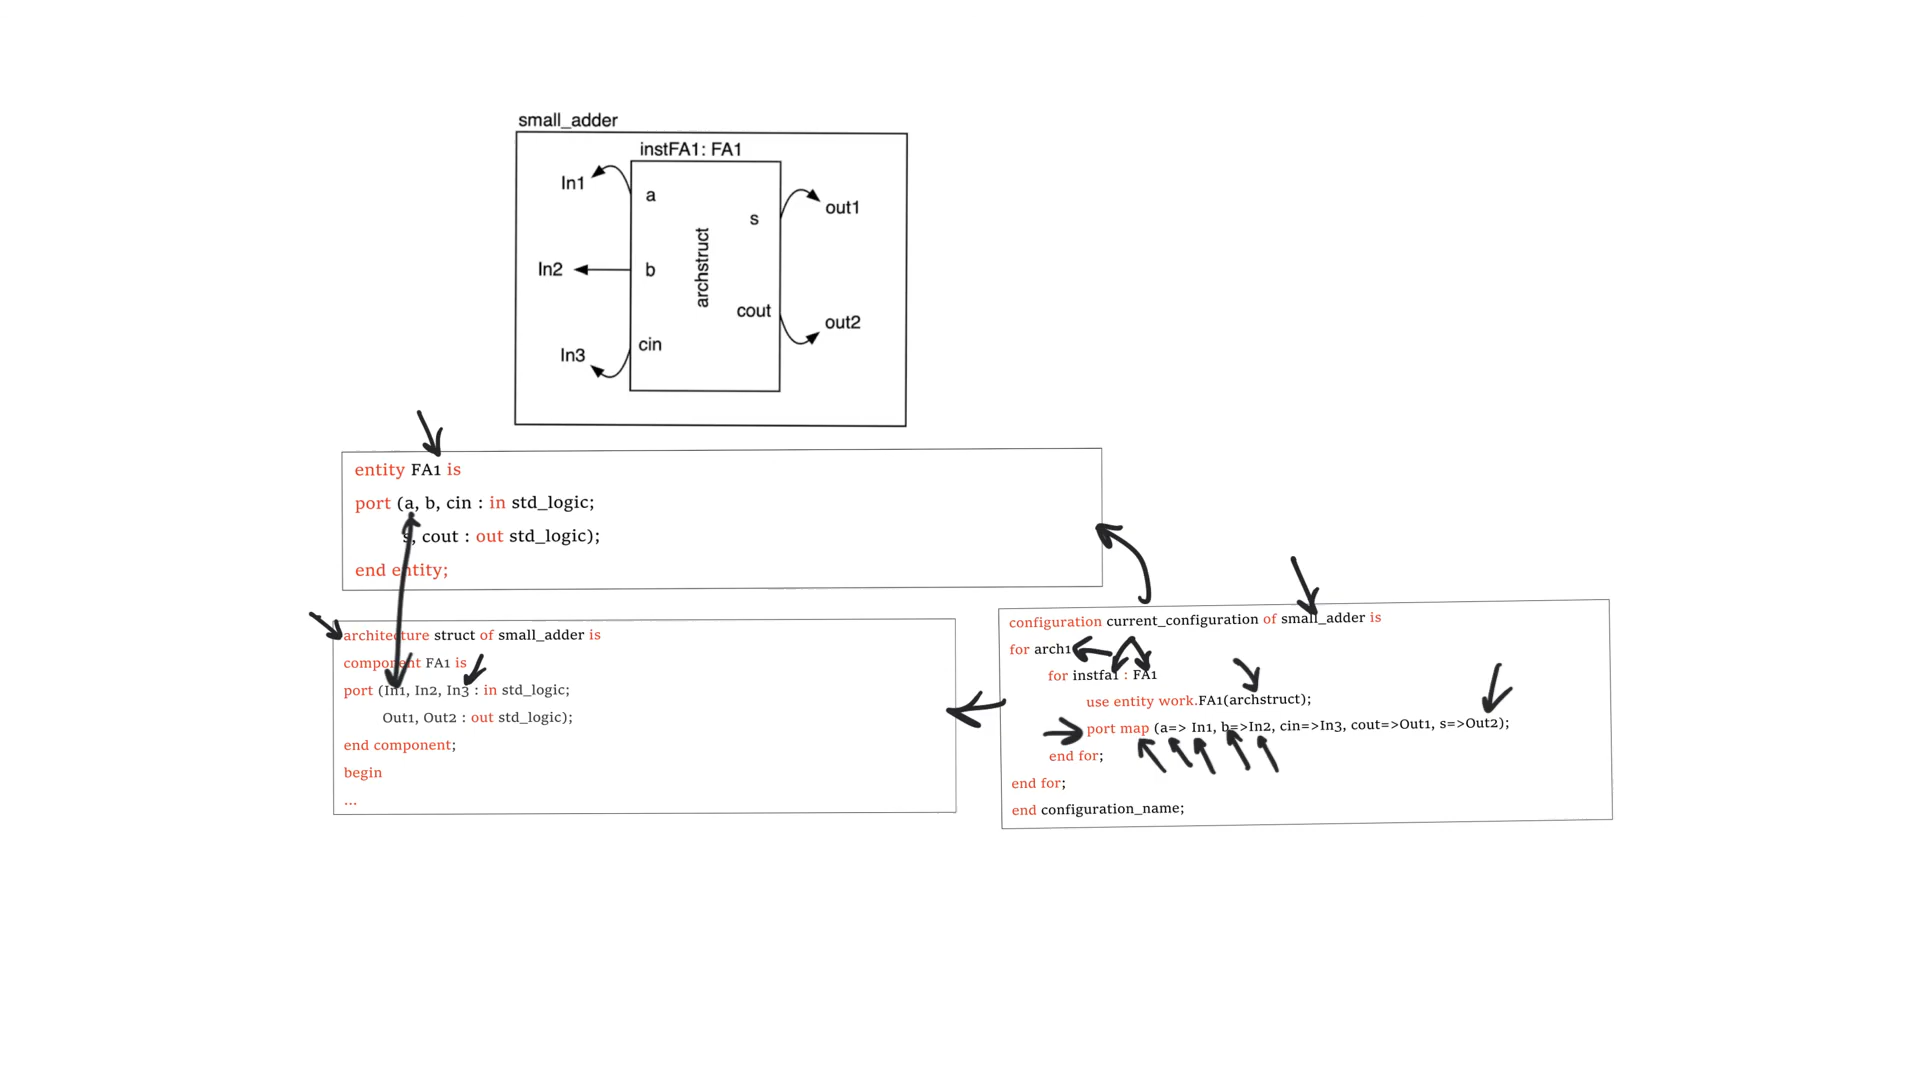 small_adder
instFA1: FA1
In1
a
s
out1
In2
b
archstruct
cout
out2
In3
cin
entity FA1 is
port (a, b, cin : in std_logic;
s, cout : out std_logic);
end entity;
architecture struct of small_adder is
component FA1 is
port (In1, In2, In3 : in std_logic;
Out1, Out2 : out std_logic);
end component;
begin
...
configuration current_configuration of small_adder is
for arch1
for instfa1 : FA1
use entity work.FA1(archstruct);
port map (a=> In1, b=>In2, cin=>In3, cout=>Out1, s=>Out2);
end for;
end for;
end configuration_name;